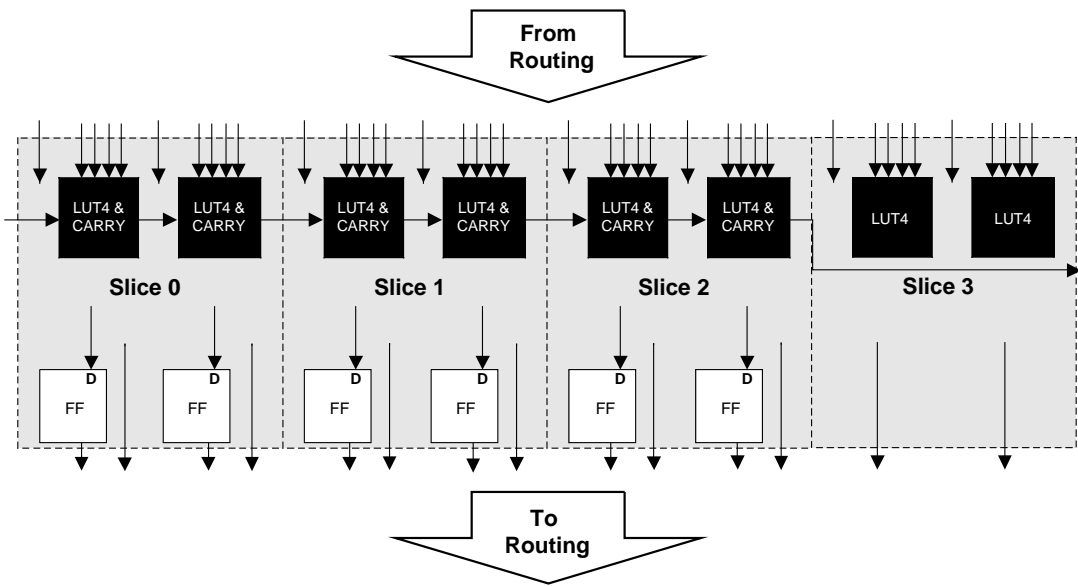 From
Routing
LUT4 &
CARRY
LUT4 &
CARRY
LUT4 &
CARRY
LUT4 &
CARRY
LUT4 &
CARRY
LUT4 &
CARRY
LUT4
LUT4
Slice 0
Slice 1
Slice 2
Slice 3
D
FF
D
FF
D
FF
D
FF
D
FF
D
FF
To
Routing